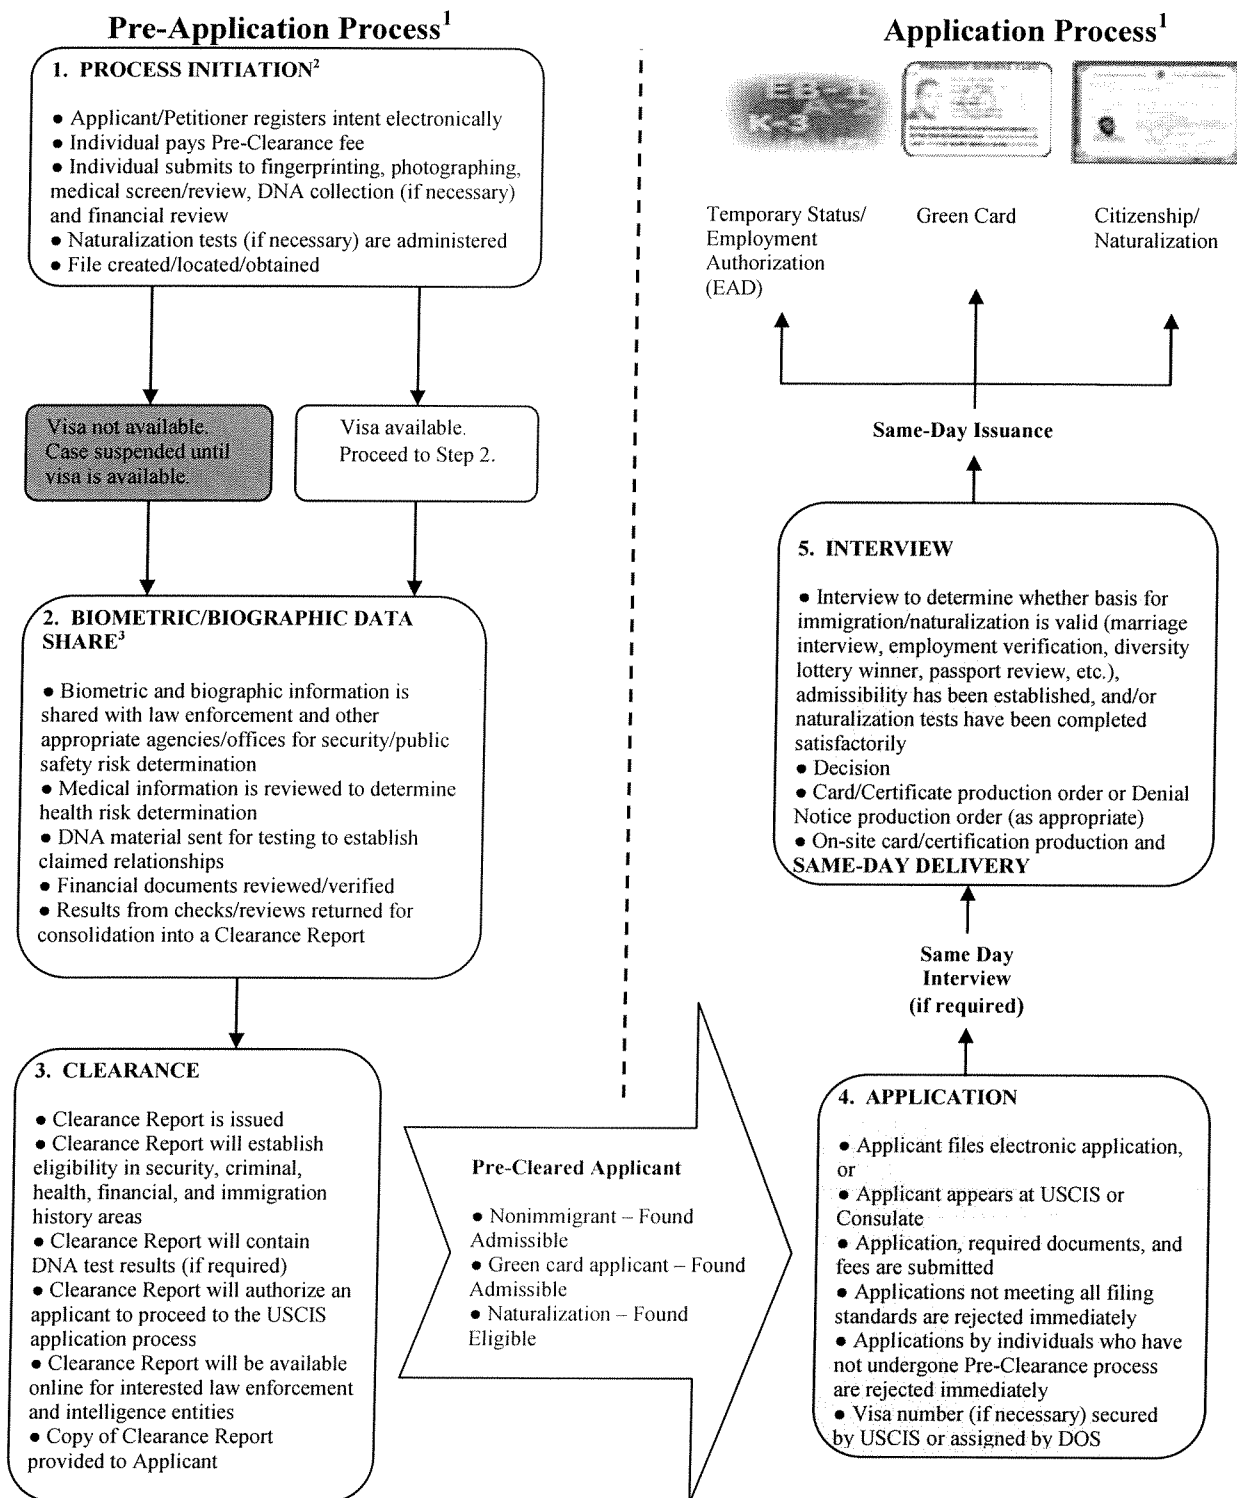 Pre-Application Process1
1. PROCESS INITIATION2
● Applicant/Petitioner registers intent electronically
● Individual pays Pre-Clearance fee
● Individual submits to fingerprinting, photographing,
medical screen/review, DNA collection (if necessary)
and financial review
● Naturalization tests (if necessary) are administered
● File created/located/obtained
Visa not available.
Case suspended until
visa is available.
Visa available.
Proceed to Step 2.
2. BIOMETRIC/BIOGRAPHIC DATA
SHARE3
● Biometric and biographic information is
shared with law enforcement and other
appropriate agencies/offices for security/public
safety risk determination
● Medical information is reviewed to determine
health risk determination
● DNA material sent for testing to establish
claimed relationships
● Financial documents reviewed/verified
● Results from checks/reviews returned for
consolidation into a Clearance Report
3. CLEARANCE
● Clearance Report is issued
● Clearance Report will establish
eligibility in security, criminal,
health, financial, and immigration
history areas
● Clearance Report will contain
DNA test results (if required)
● Clearance Report will authorize an
applicant to proceed to the USCIS
application process
● Clearance Report will be available
online for interested law enforcement
and intelligence entities
● Copy of Clearance Report
provided to Applicant
Pre-Cleared Applicant
● Nonimmigrant – Found
Admissible
● Green card applicant – Found
Admissible
● Naturalization – Found
Eligible
Application Process1
EB-1
K-3
Temporary Status/
Employment
Authorization
(EAD)
Green Card
Citizenship/
Naturalization
Same-Day Issuance
5. INTERVIEW
● Interview to determine whether basis for
immigration/naturalization is valid (marriage
interview, employment verification, diversity
lottery winner, passport review, etc.),
admissibility has been established, and/or
naturalization tests have been completed
satisfactorily
● Decision
● Card/Certificate production order or Denial
Notice production order (as appropriate)
● On-site card/certification production and
SAME-DAY DELIVERY
Same Day
Interview
(if required)
4. APPLICATION
● Applicant files electronic application,
or
● Applicant appears at USCIS or
Consulate
● Application, required documents, and
fees are submitted
● Applications not meeting all filing
standards are rejected immediately
● Applications by individuals who have
not undergone Pre-Clearance process
are rejected immediately
● Visa number (if necessary) secured
by USCIS or assigned by DOS